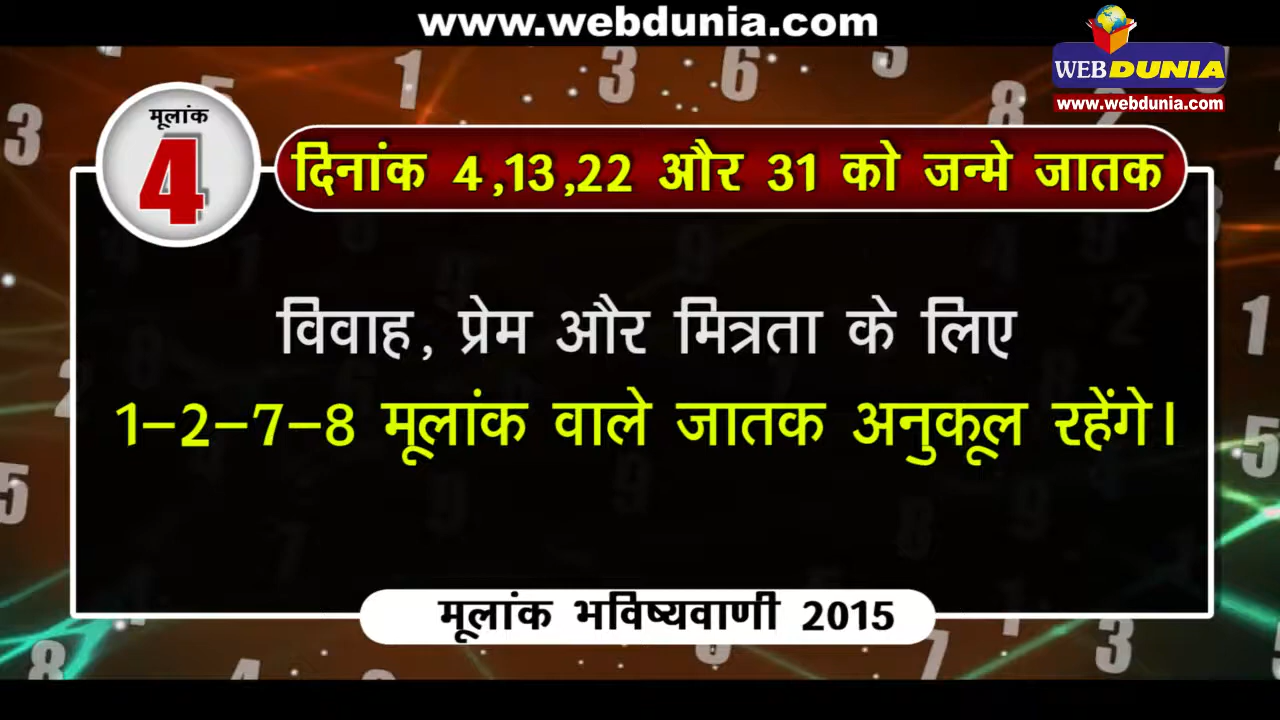 www.webdunia.com
WEBDUNIA
www.webdunia.com
मूलांक
4
दिनांक 4,13,22 और 31 को जन्मे जातक
विवाह, प्रेम और मित्रता के लिए
1-2-7-8 मूलांक वाले जातक अनुकूल रहेंगे।
मूलांक भविष्यवाणी 2015